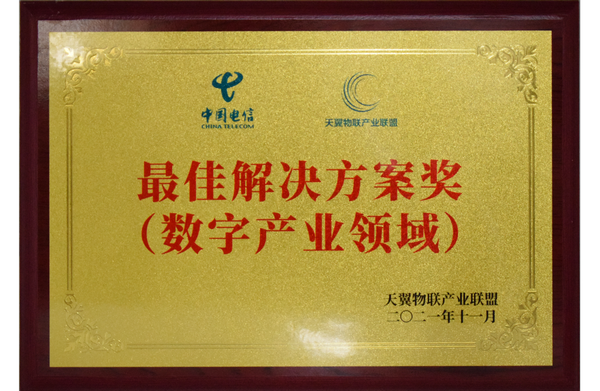 中国电信
CHINA TELECOM
天翼物联产业联盟
最佳解决方案奖
(数字产业领域)
天翼物联产业联盟
二〇二一年十一月